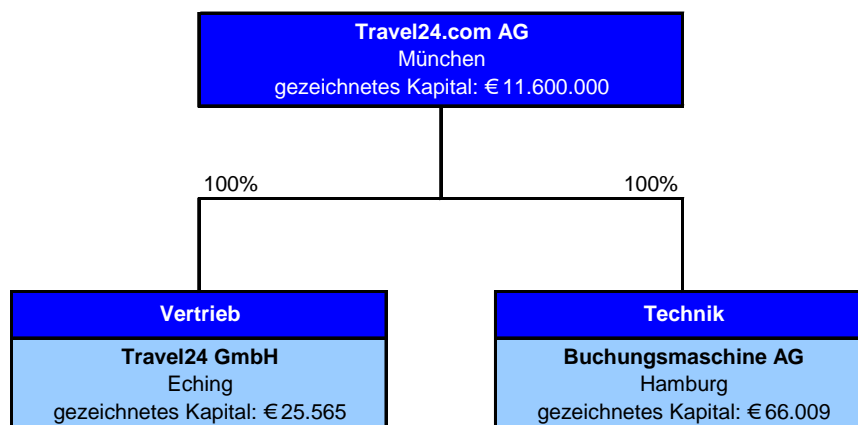 Travel24.com AG
München
gezeichnetes Kapital: € 11.600.000
100%
100%
Vertrieb
Travel24 GmbH
Eching
gezeichnetes Kapital: € 25.565
Technik
Buchungsmaschine AG
Hamburg
gezeichnetes Kapital: € 66.009